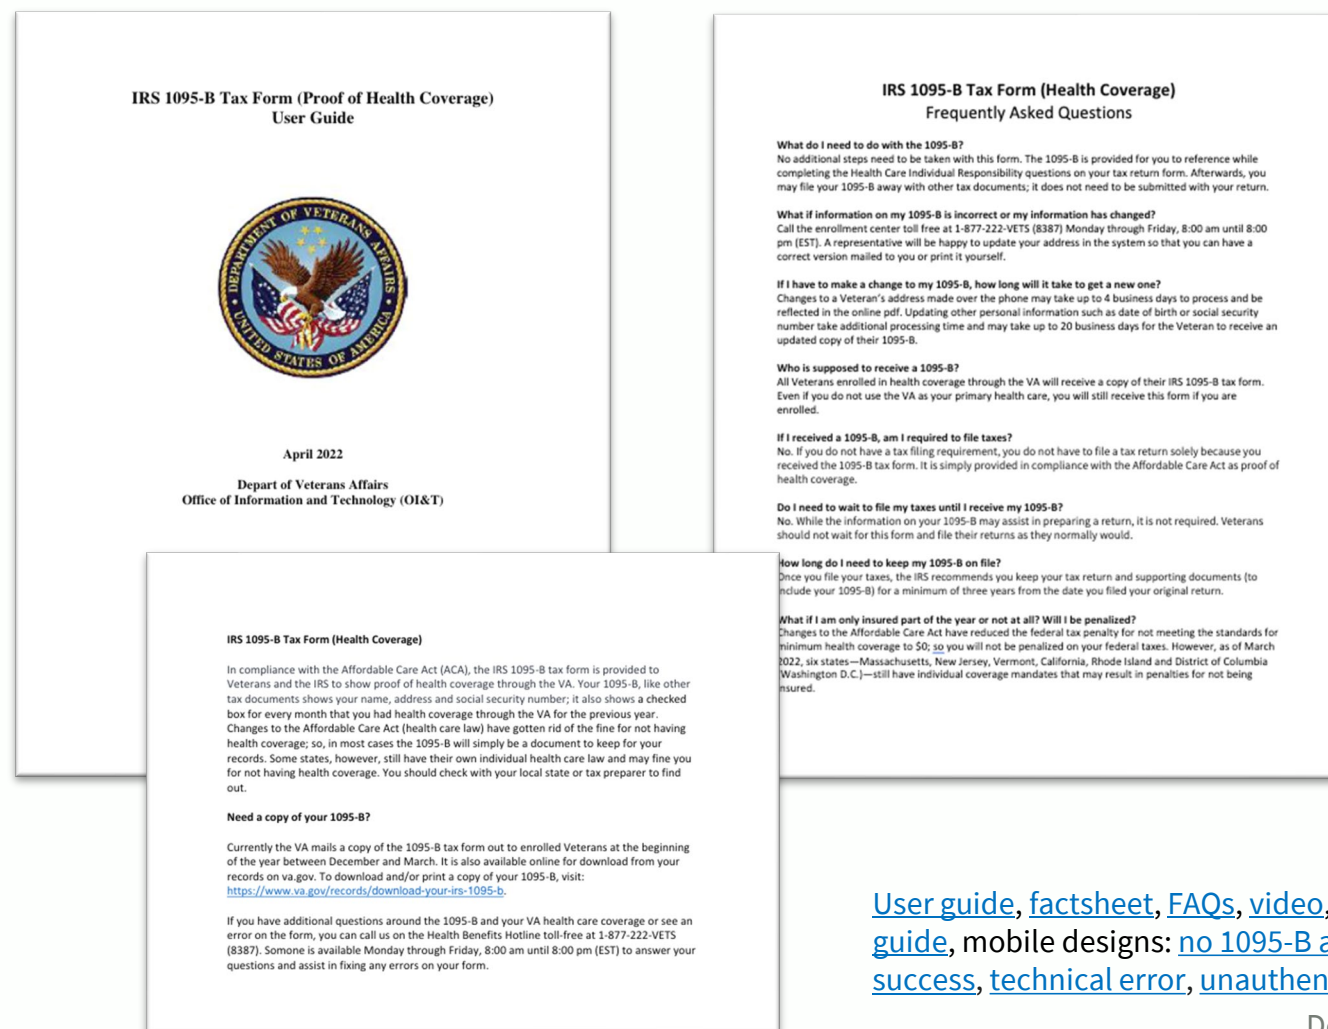 IRS 1095-B Tax Form (Proof of Health Coverage)
User Guide
DEPARTMENT OF VETERANS AFFAIRS
UNITED STATES OF AMERICA
April 2022
Depart of Veterans Affairs
Office of Information and Technology (OI&T)
IRS 1095-B Tax Form (Health Coverage)
Frequently Asked Questions
What do I need to do with the 1095-B?
No additional steps need to be taken with this form. The 1095-B is provided for you to reference while
completing the Health Care Individual Responsibility questions on your tax return form. Afterwards, you
may file your 1095-B away with other tax documents; it does not need to be submitted with your return.
What if information on my 1095-B is incorrect or my information has changed?
Call the enrollment center toll free at 1-877-222-VETS (8387) Monday through Friday, 8:00 am until 8:00
pm (EST). A representative will be happy to update your address in the system so that you can have a
correct version mailed to you or print it yourself.
If I have to make a change to my 1095-B, how long will it take to get a new one?
Changes to a Veteran's address made over the phone may take up to 4 business days to process and be
reflected in the online pdf. Updating other personal information such as date of birth or social security
number take additional processing time and may take up to 20 business days for the Veteran to receive an
updated copy of their 1095-B.
Who is supposed to receive a 1095-B?
All Veterans enrolled in health coverage through the VA will receive a copy of their IRS 1095-B tax form.
Even if you do not use the VA as your primary health care, you will still receive this form if you are
enrolled.
If I received a 1095-B, am I required to file taxes?
No. If you do not have a tax filing requirement, you do not have to file a tax return solely because you
received the 1095-B tax form. It is simply provided in compliance with the Affordable Care Act as proof of
health coverage.
Do I need to wait to file my taxes until I receive my 1095-B?
No. While the information on your 1095-B may assist in preparing a return, it is not required. Veterans
should not wait for this form and file their returns as they normally would.
How long do I need to keep my 1095-B on file?
Once you file your taxes, the IRS recommends you keep your tax return and supporting documents (to
nclude your 1095-B) for a minimum of three years from the date you filed your original return.
What if I am only insured part of the year or not at all? Will I be penalized?
Changes to the Affordable Care Act have reduced the federal tax penalty for not meeting the standards for
minimum health coverage to $0; so you will not be penalized on your federal taxes. However, as of March
2022, six states—Massachusetts, New Jersey, Vermont, California, Rhode Island and District of Columbia
Washington D.C.)—still have individual coverage mandates that may result in penalties for not being
nsured.
IRS 1095-B Tax Form (Health Coverage)
In compliance with the Affordable Care Act (ACA), the IRS 1095-B tax form is provided to
Veterans and the IRS to show proof of health coverage through the VA. Your 1095-B, like other
tax documents shows your name, address and social security number; it also shows a checked
box for every month that you had health coverage through the VA for the previous year.
Changes to the Affordable Care Act (health care law) have gotten rid of the fine for not having
health coverage; so, in most cases the 1095-B will simply be a document to keep for your
records. Some states, however, still have their own individual health care law and may fine you
for not having health coverage. You should check with your local state or tax preparer to find
out.
Need a copy of your 1095-B?
Currently the VA mails a copy of the 1095-B tax form out to enrolled Veterans at the beginning
of the year between December and March. It is also available online for download from your
records on va.gov. To download and/or print a copy of your 1095-B, visit:
https://www.va.gov/records/download-your-irs-1095-b.
If you have additional questions around the 1095-B and your VA health care coverage or see an
error on the form, you can call us on the Health Benefits Hotline toll-free at 1-877-222-VETS
(8387). Somone is available Monday through Friday, 8:00 am until 8:00 pm (EST) to answer your
questions and assist in fixing any errors on your form.
User guide, factsheet, FAQs, video,
guide, mobile designs: no 1095-B a
success, technical error, unauthen